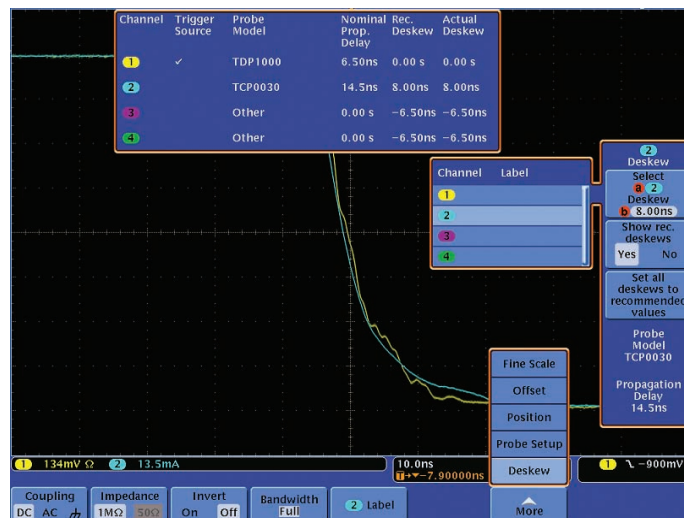 Channel Trigger Source Probe Model Nominal Prop. Delay Rec. Deskew Actual Deskew
1 ✓ TDP1000 6.50ns 0.00 s 0.00 s
2 TCP0030 14.5ns 8.00ns 8.00ns
3 Other 0.00 s −6.50ns −6.50ns
4 Other 0.00 s −6.50ns −6.50ns
Channel Label
1
2
3
4
2
Deskew
Select
a 2
Deskew
b 8.00ns
Show rec.
deskews
Yes No
Set all
deskews to
recommended
values
Probe
Model
TCP0030
Propagation
Delay
14.5ns
Fine Scale
Offset
Position
Probe Setup
Deskew
1 134mV Ω 2 13.5mA
10.0ns
T→▼−7.90000ns
1 \ −900mV
Coupling
DC AC
Impedance
1MΩ 50Ω
Invert
On Off
Bandwidth
Full
2 Label
More